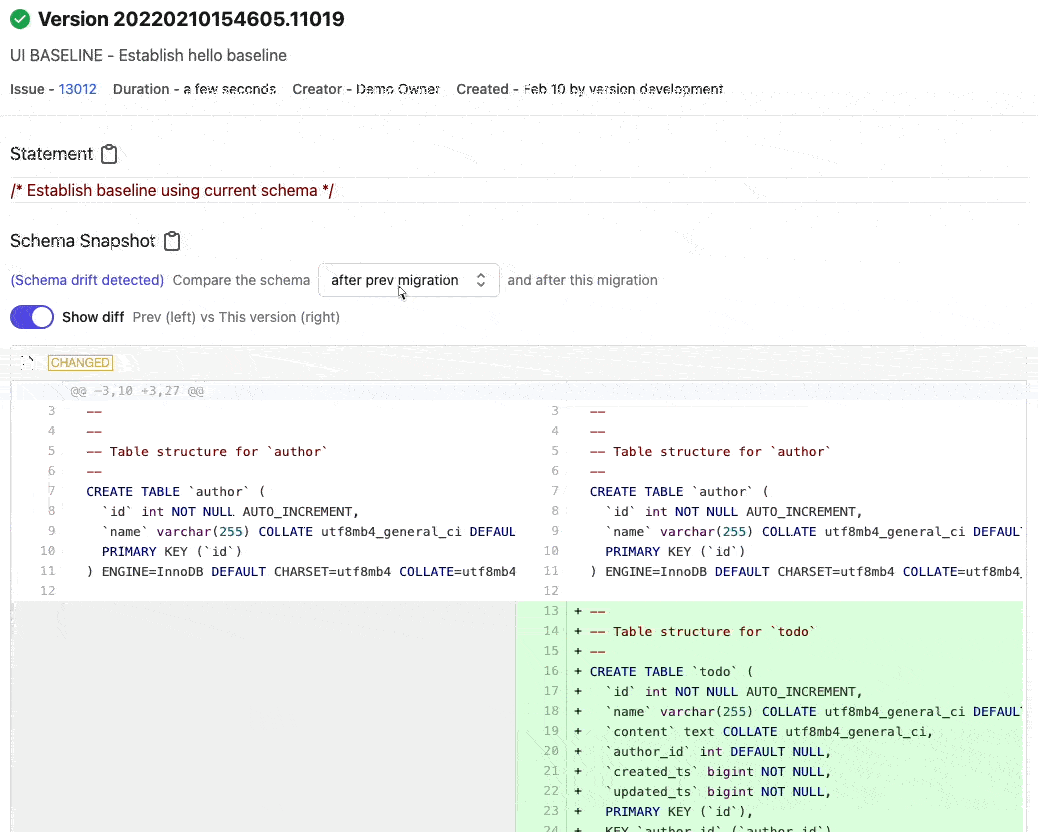 Version 20220210154605.11019
UI BASELINE - Establish hello baseline
Issue - 13012 Duration - a few seconds Creator - Demo Owner Created - Feb 10 by version development
Statement
/* Establish baseline using current schema */
Schema Snapshot
(Schema drift detected) Compare the schema after prev migration and after this migration
Show diff Prev (left) vs This version (right)
CHANGED
@@ -3,10 +3,27 @@
3 --
4 --
5 -- Table structure for `author`
6 --
7 CREATE TABLE `author` (
8 `id` int NOT NULL AUTO_INCREMENT,
9 `name` varchar(255) COLLATE utf8mb4_general_ci DEFAUL
10 PRIMARY KEY (`id`)
11 ) ENGINE=InnoDB DEFAULT CHARSET=utf8mb4 COLLATE=utf8mb4
12
3 --
4 --
5 -- Table structure for `author`
6 --
7 CREATE TABLE `author` (
8 `id` int NOT NULL AUTO_INCREMENT,
9 `name` varchar(255) COLLATE utf8mb4_general_ci DEFAUL
10 PRIMARY KEY (`id`)
11 ) ENGINE=InnoDB DEFAULT CHARSET=utf8mb4 COLLATE=utf8mb4_
12
13 + --
14 + -- Table structure for `todo`
15 + --
16 + CREATE TABLE `todo` (
17 + `id` int NOT NULL AUTO_INCREMENT,
18 + `name` varchar(255) COLLATE utf8mb4_general_ci DEFAUL
19 + `content` text COLLATE utf8mb4_general_ci,
20 + `author_id` int DEFAULT NULL,
21 + `created_ts` bigint NOT NULL,
22 + `updated_ts` bigint NOT NULL,
23 + PRIMARY KEY (`id`),
24 + KEY `author_id` (`author_id`)